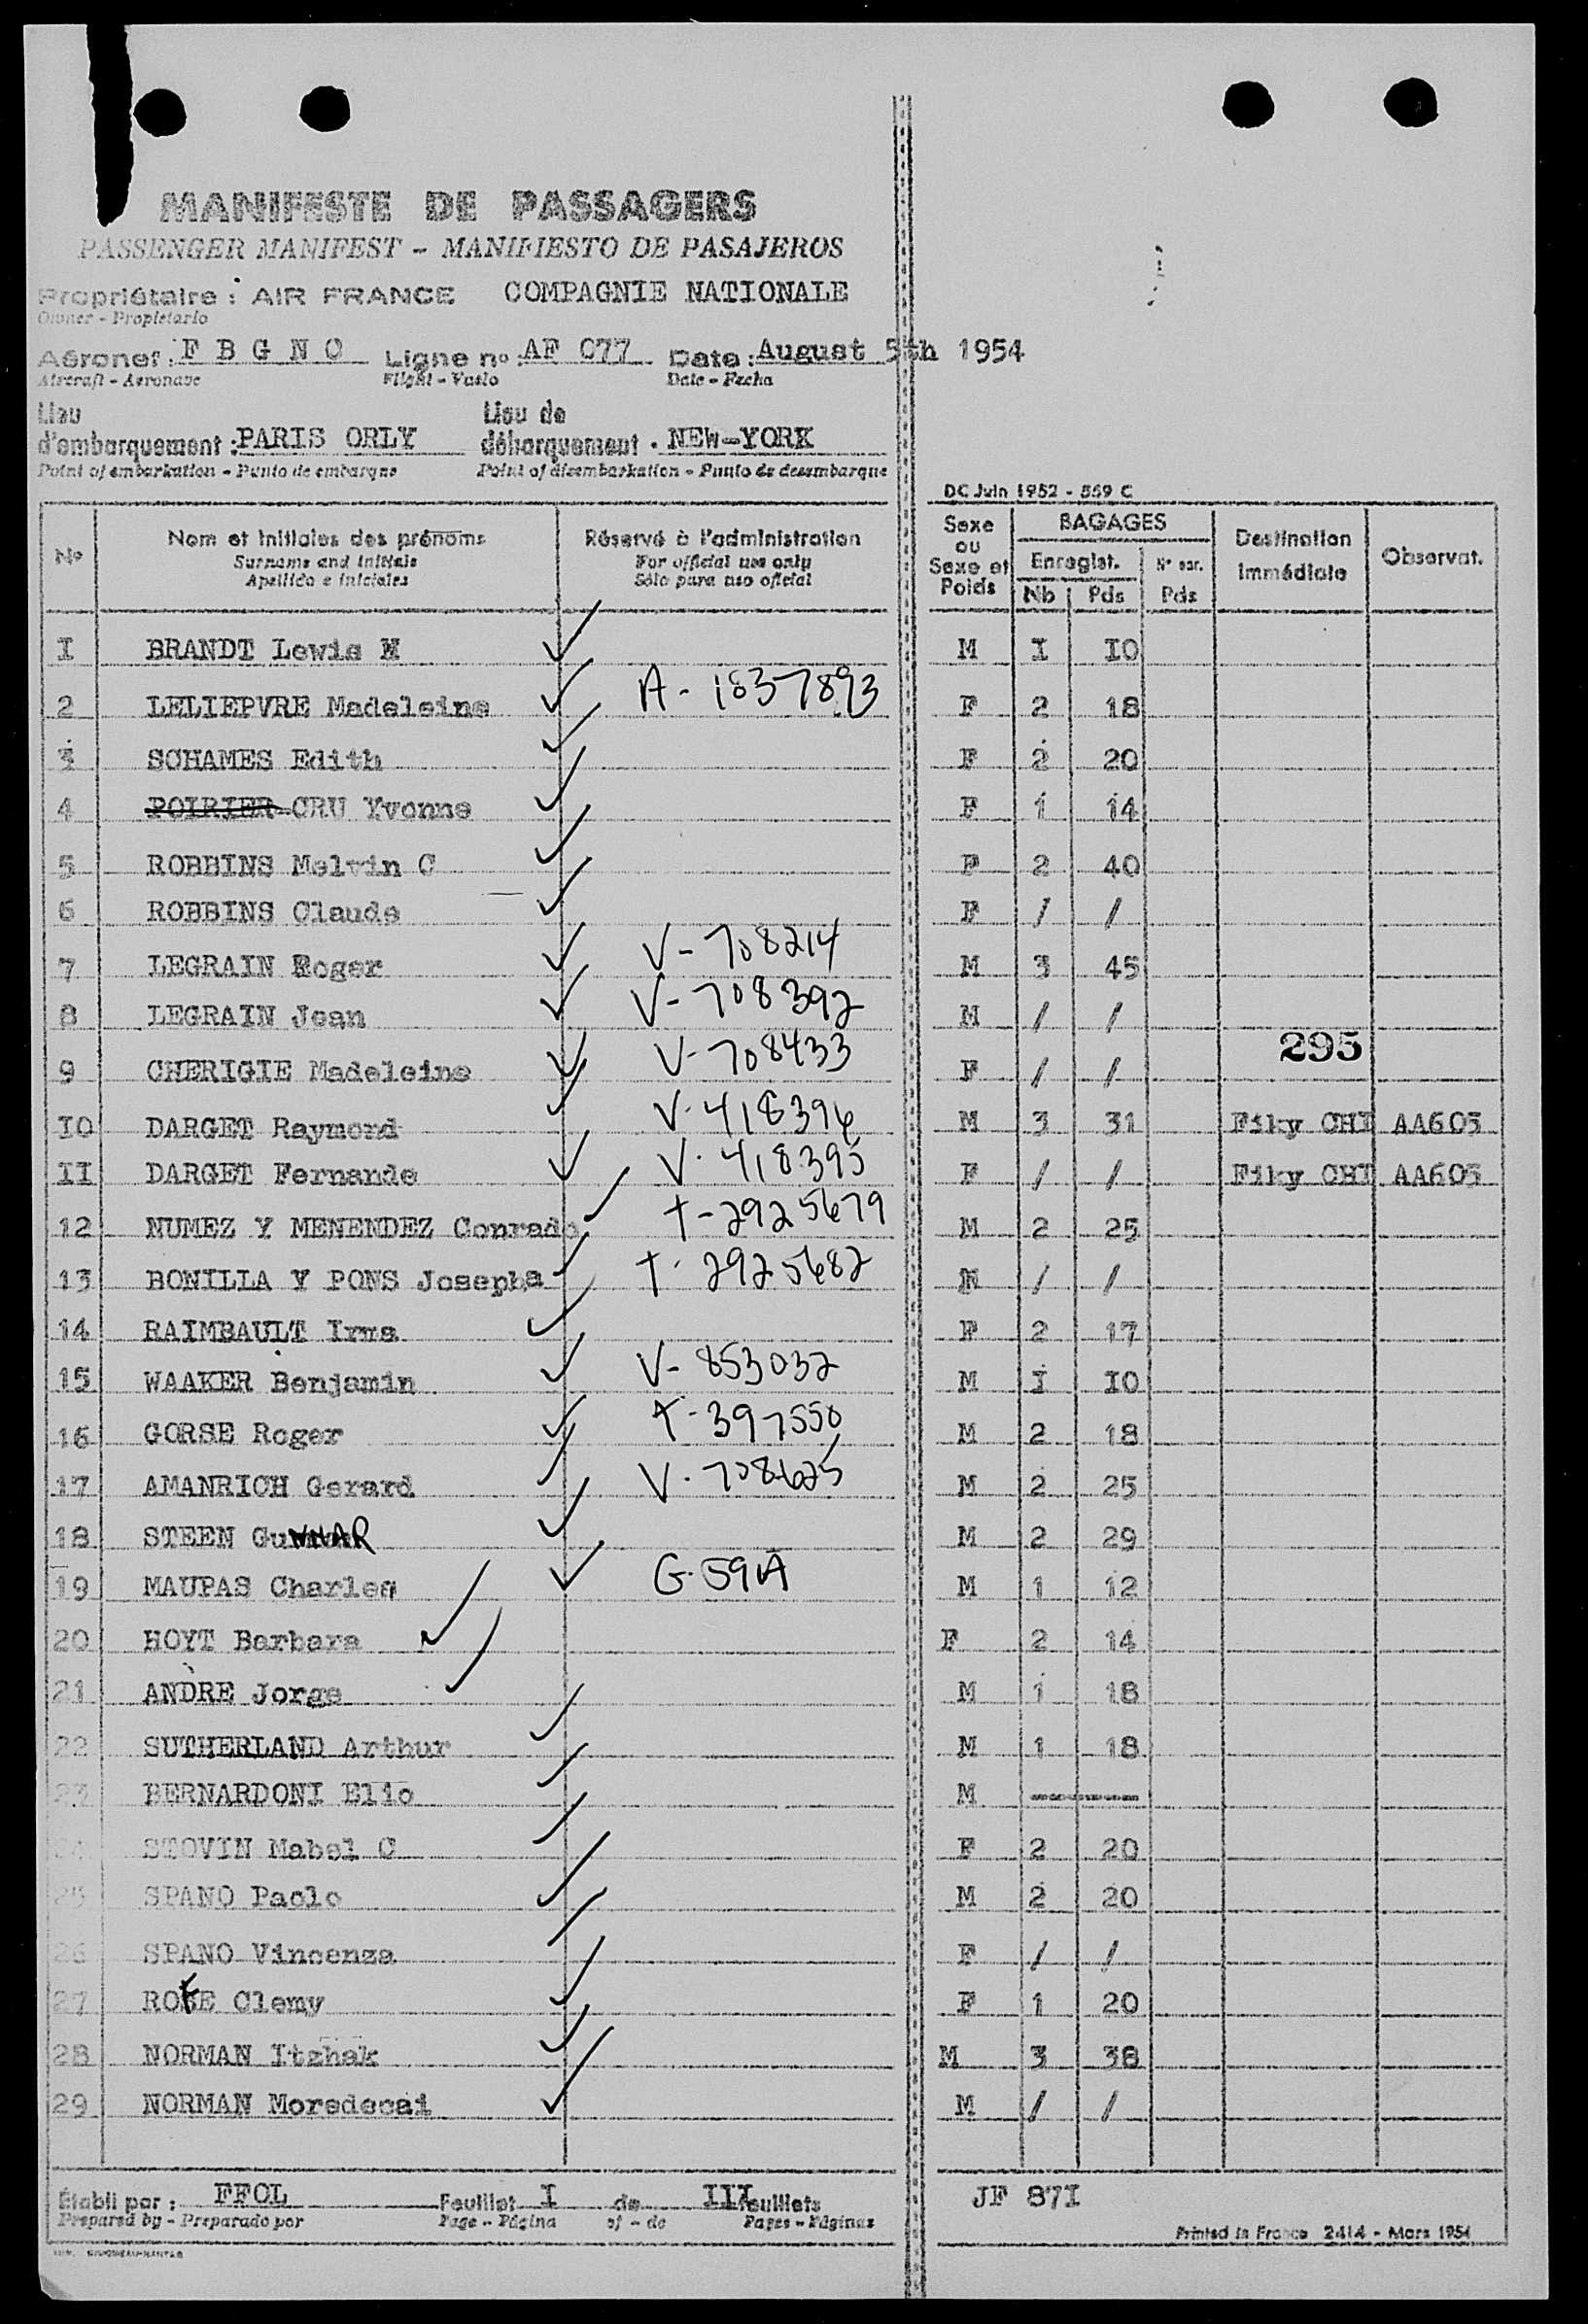 MANIFESTE DE PASSAGERS
PASSENGER MANIFEST - MANIFIESTO DE PASAJEROS
Propriétaire : AIR FRANCE COMPAGNIE NATIONALE
Owner - Propietario
Aéronef : F B G N O Ligne no : AF 077 Date : August 5th 1954
Aircraft - Aeronave Flight - Vuelo Date - Fecha
Lieu d'embarquement : PARIS ORLY Lieu de débarquement . NEW-YORK
Point of embarkation - Punto de embarque Point of disembarkation - Punto de desembarque
DC Juin 1952 - 559 C
No Nom et initiales des prénoms Réservé à l'administration Sexe ou Sexe et Poids BAGAGES Destination immédiate Observat.
Surname and initials For official use only Enregist. No ear.
Apellido e iniciales Sólo para uso oficial Nb Pds Pds
I BRANDT Lewis M M I IO
2 LELIEPVRE Madeleine A-1837893 F 2 18
3 SCHAMES Edith F 2 20
4 POIRIER-CRU Yvonne F 1 14
5 ROBBINS Melvin C F 2 40
6 ROBBINS Claude F / /
7 LEGRAIN Roger V-708214 M 3 45
8 LEGRAIN Jean V-708392 M / /
295
9 CHERIGIE Madeleine V-708433 F / /
IO DARGET Raymond V-418394 M 3 31 Fiky CHI AA605
II DARGET Fernande V-418395 F / / Fiky CHI AA605
12 NUMEZ Y MENENDEZ Conrado T-2925679 M 2 25
13 BONILLA Y PONS Josepha T-2925682 / /
14 RAIMBAULT Irma F 2 17
15 WAAKER Benjamin V-853032 M I IO
16 GORSE Roger T-397550 M 2 18
17 AMANRICH Gerard V-708625 M 2 25
18 STEEN GuNNAR M 2 29
19 MAUPAS Charles G-59A M 1 12
20 HOYT Barbara F 2 14
21 ANDRE Jorge M 1 18
22 SUTHERLAND Arthur M 1 18
23 BERNARDONI Elio M --------
24 STOVIN Mabel C F 2 20
25 SPANO Paolo M 2 20
26 SPANO Vincenza F / /
27 ROFE Clemy F 1 20
28 NORMAN Itzhak M 3 38
29 NORMAN Moredecai M / /
Établi par : FFOL Feuillet I de III feuillets JF 87I
Prepared by - Preparado por Page - Página of - de Pages - Páginas
Printed in France 2414 - Mars 1954